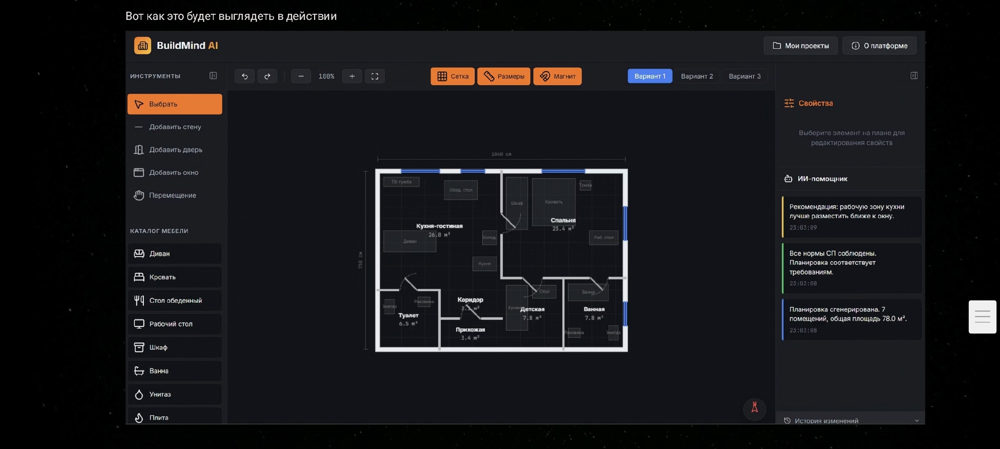 Вот как это будет выглядеть в действии
BuildMind AI
Мои проекты
О платформе
ИНСТРУМЕНТЫ
100%
Сетка
Размеры
Магнит
Вариант 1
Вариант 2
Вариант 3
Выбрать
Добавить стену
Добавить дверь
Добавить окно
Перемещение
КАТАЛОГ МЕБЕЛИ
Диван
Кровать
Стол обеденный
Рабочий стол
Шкаф
Ванна
Унитаз
Плита
1040 см
750 см
ТВ-тумба
Обед. стол
Шкаф
Кровать
Тумба
Кухня-гостиная
26.0 м²
Диван
Холод.
Кухня
Спальня
23.4 м²
Раб. стол
Унитаз
Раковина
Туалет
6.5 м²
Коридор
Прихожая
3.4 м²
Стол
Детская
7.8 м²
Ванна
Ванная
7.8 м²
Раковина
Унитаз
N
Свойства
Выберите элемент на плане для
редактирования свойств
ИИ-помощник
Рекомендация: рабочую зону кухни
лучше разместить ближе к окну.
23:03:09
Все нормы СП соблюдены.
Планировка соответствует
требованиям.
23:03:08
Планировка сгенерирована. 7
помещений, общая площадь 78.0 м².
23:03:08
История изменений